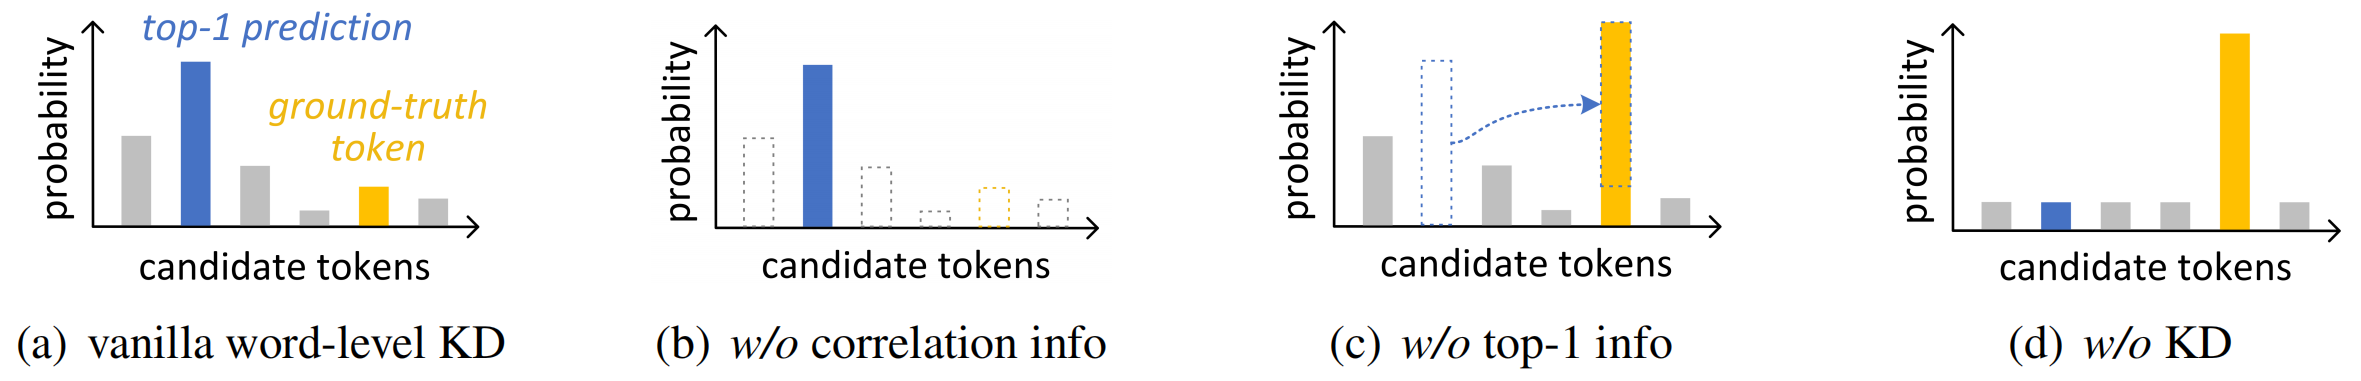 top-1 prediction
ground-truth
token
probability
candidate tokens
(a) vanilla word-level KD
probability
candidate tokens
(b) w/o correlation info
probability
candidate tokens
(c) w/o top-1 info
probability
candidate tokens
(d) w/o KD